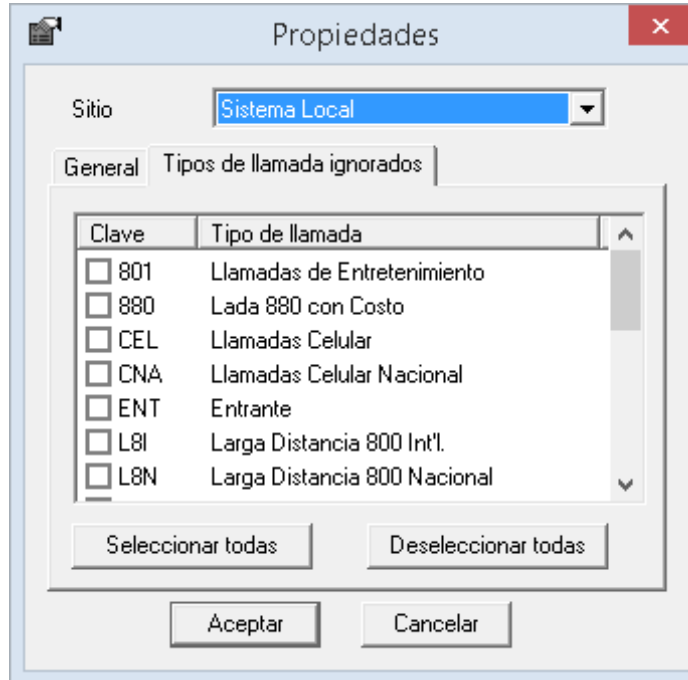 Propiedades
Sitio Sistema Local
General Tipos de llamada ignorados
Clave Tipo de llamada
801 Llamadas de Entretenimiento
880 Lada 880 con Costo
CEL Llamadas Celular
CNA Llamadas Celular Nacional
ENT Entrante
L8I Larga Distancia 800 Int'l.
L8N Larga Distancia 800 Nacional
Seleccionar todas Deseleccionar todas
Aceptar Cancelar